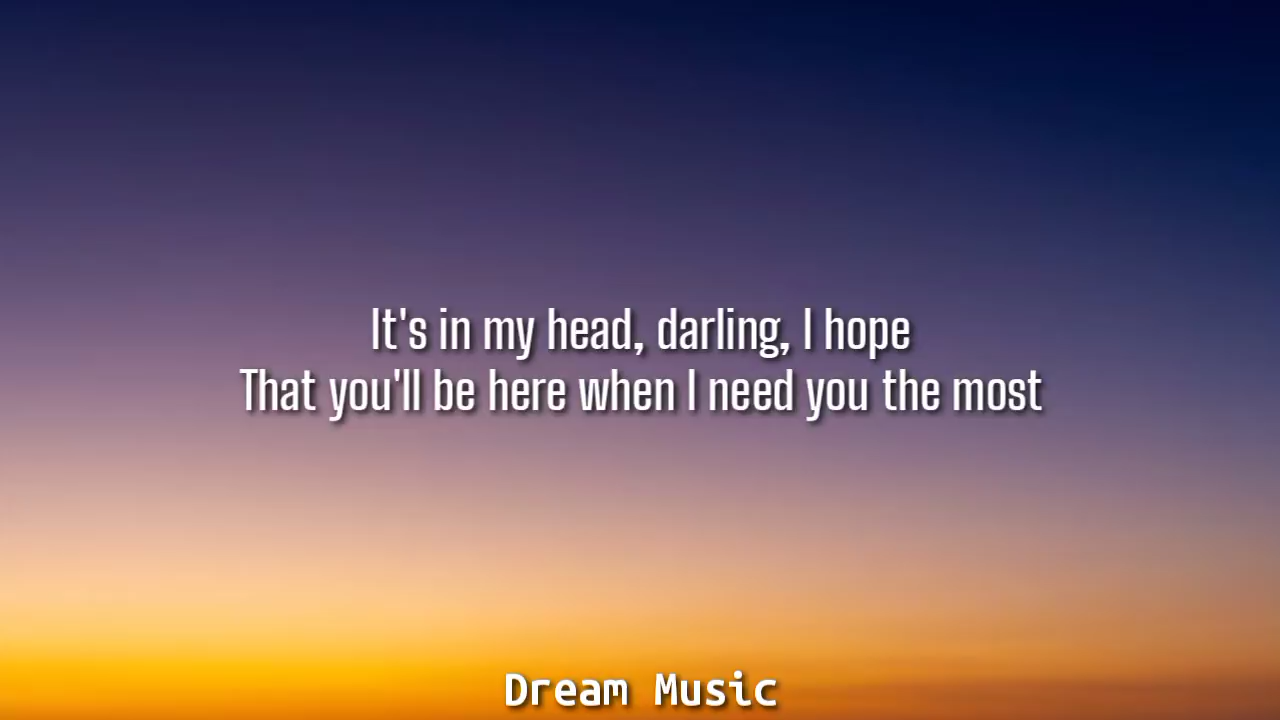 It's in my head, darling, I hope
That you'll be here when I need you the most
Dream Music